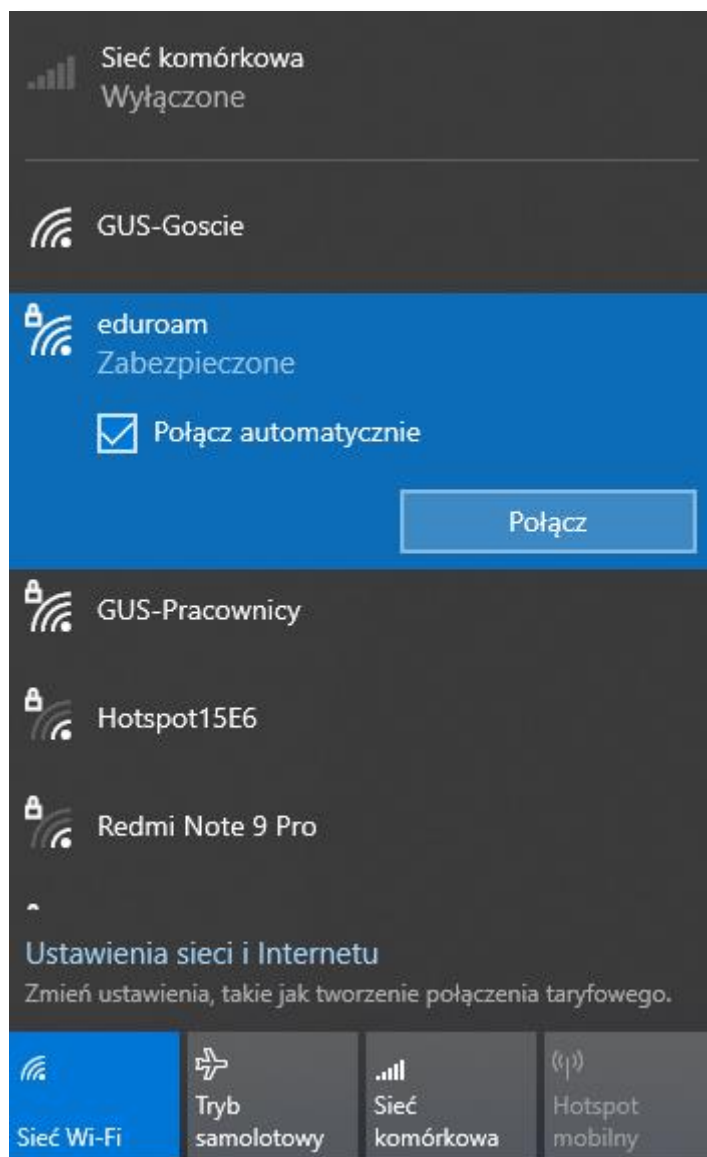 Sieć komórkowa
Wyłączone
GUS-Goscie
eduroam
Zabezpieczone
Połącz automatycznie
Połącz
GUS-Pracownicy
Hotspot15E6
Redmi Note 9 Pro
Ustawienia sieci i Internetu
Zmień ustawienia, takie jak tworzenie połączenia taryfowego.
Sieć Wi-Fi
Tryb
samolotowy
Sieć
komórkowa
Hotspot
mobilny